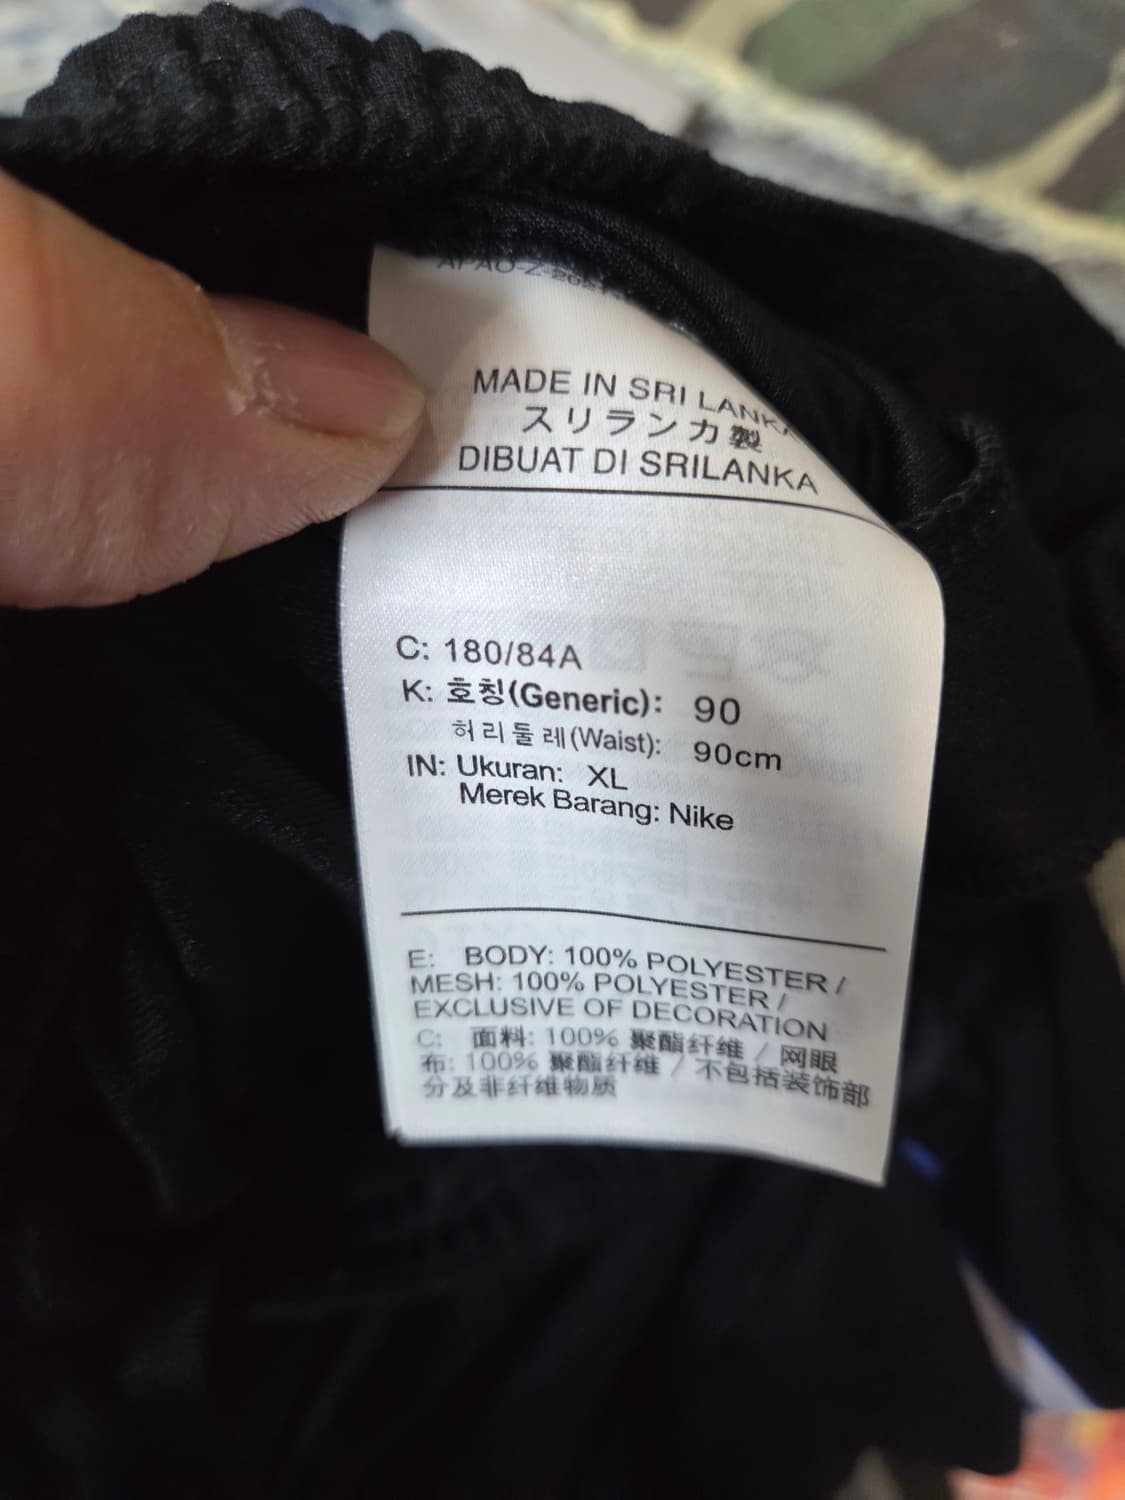 MADE IN SRI LANKA
スリランカ製
DIBUAT DI SRILANKA
C: 180/84A
K: 호칭(Generic): 90
허리둘레(Waist): 90cm
IN: Ukuran: XL
Merek Barang: Nike
E: BODY: 100% POLYESTER /
MESH: 100% POLYESTER /
EXCLUSIVE OF DECORATION
C: 面料: 100% 聚酯纤维 / 网眼
布: 100% 聚酯纤维 / 不包括装饰部
分及非纤维物质